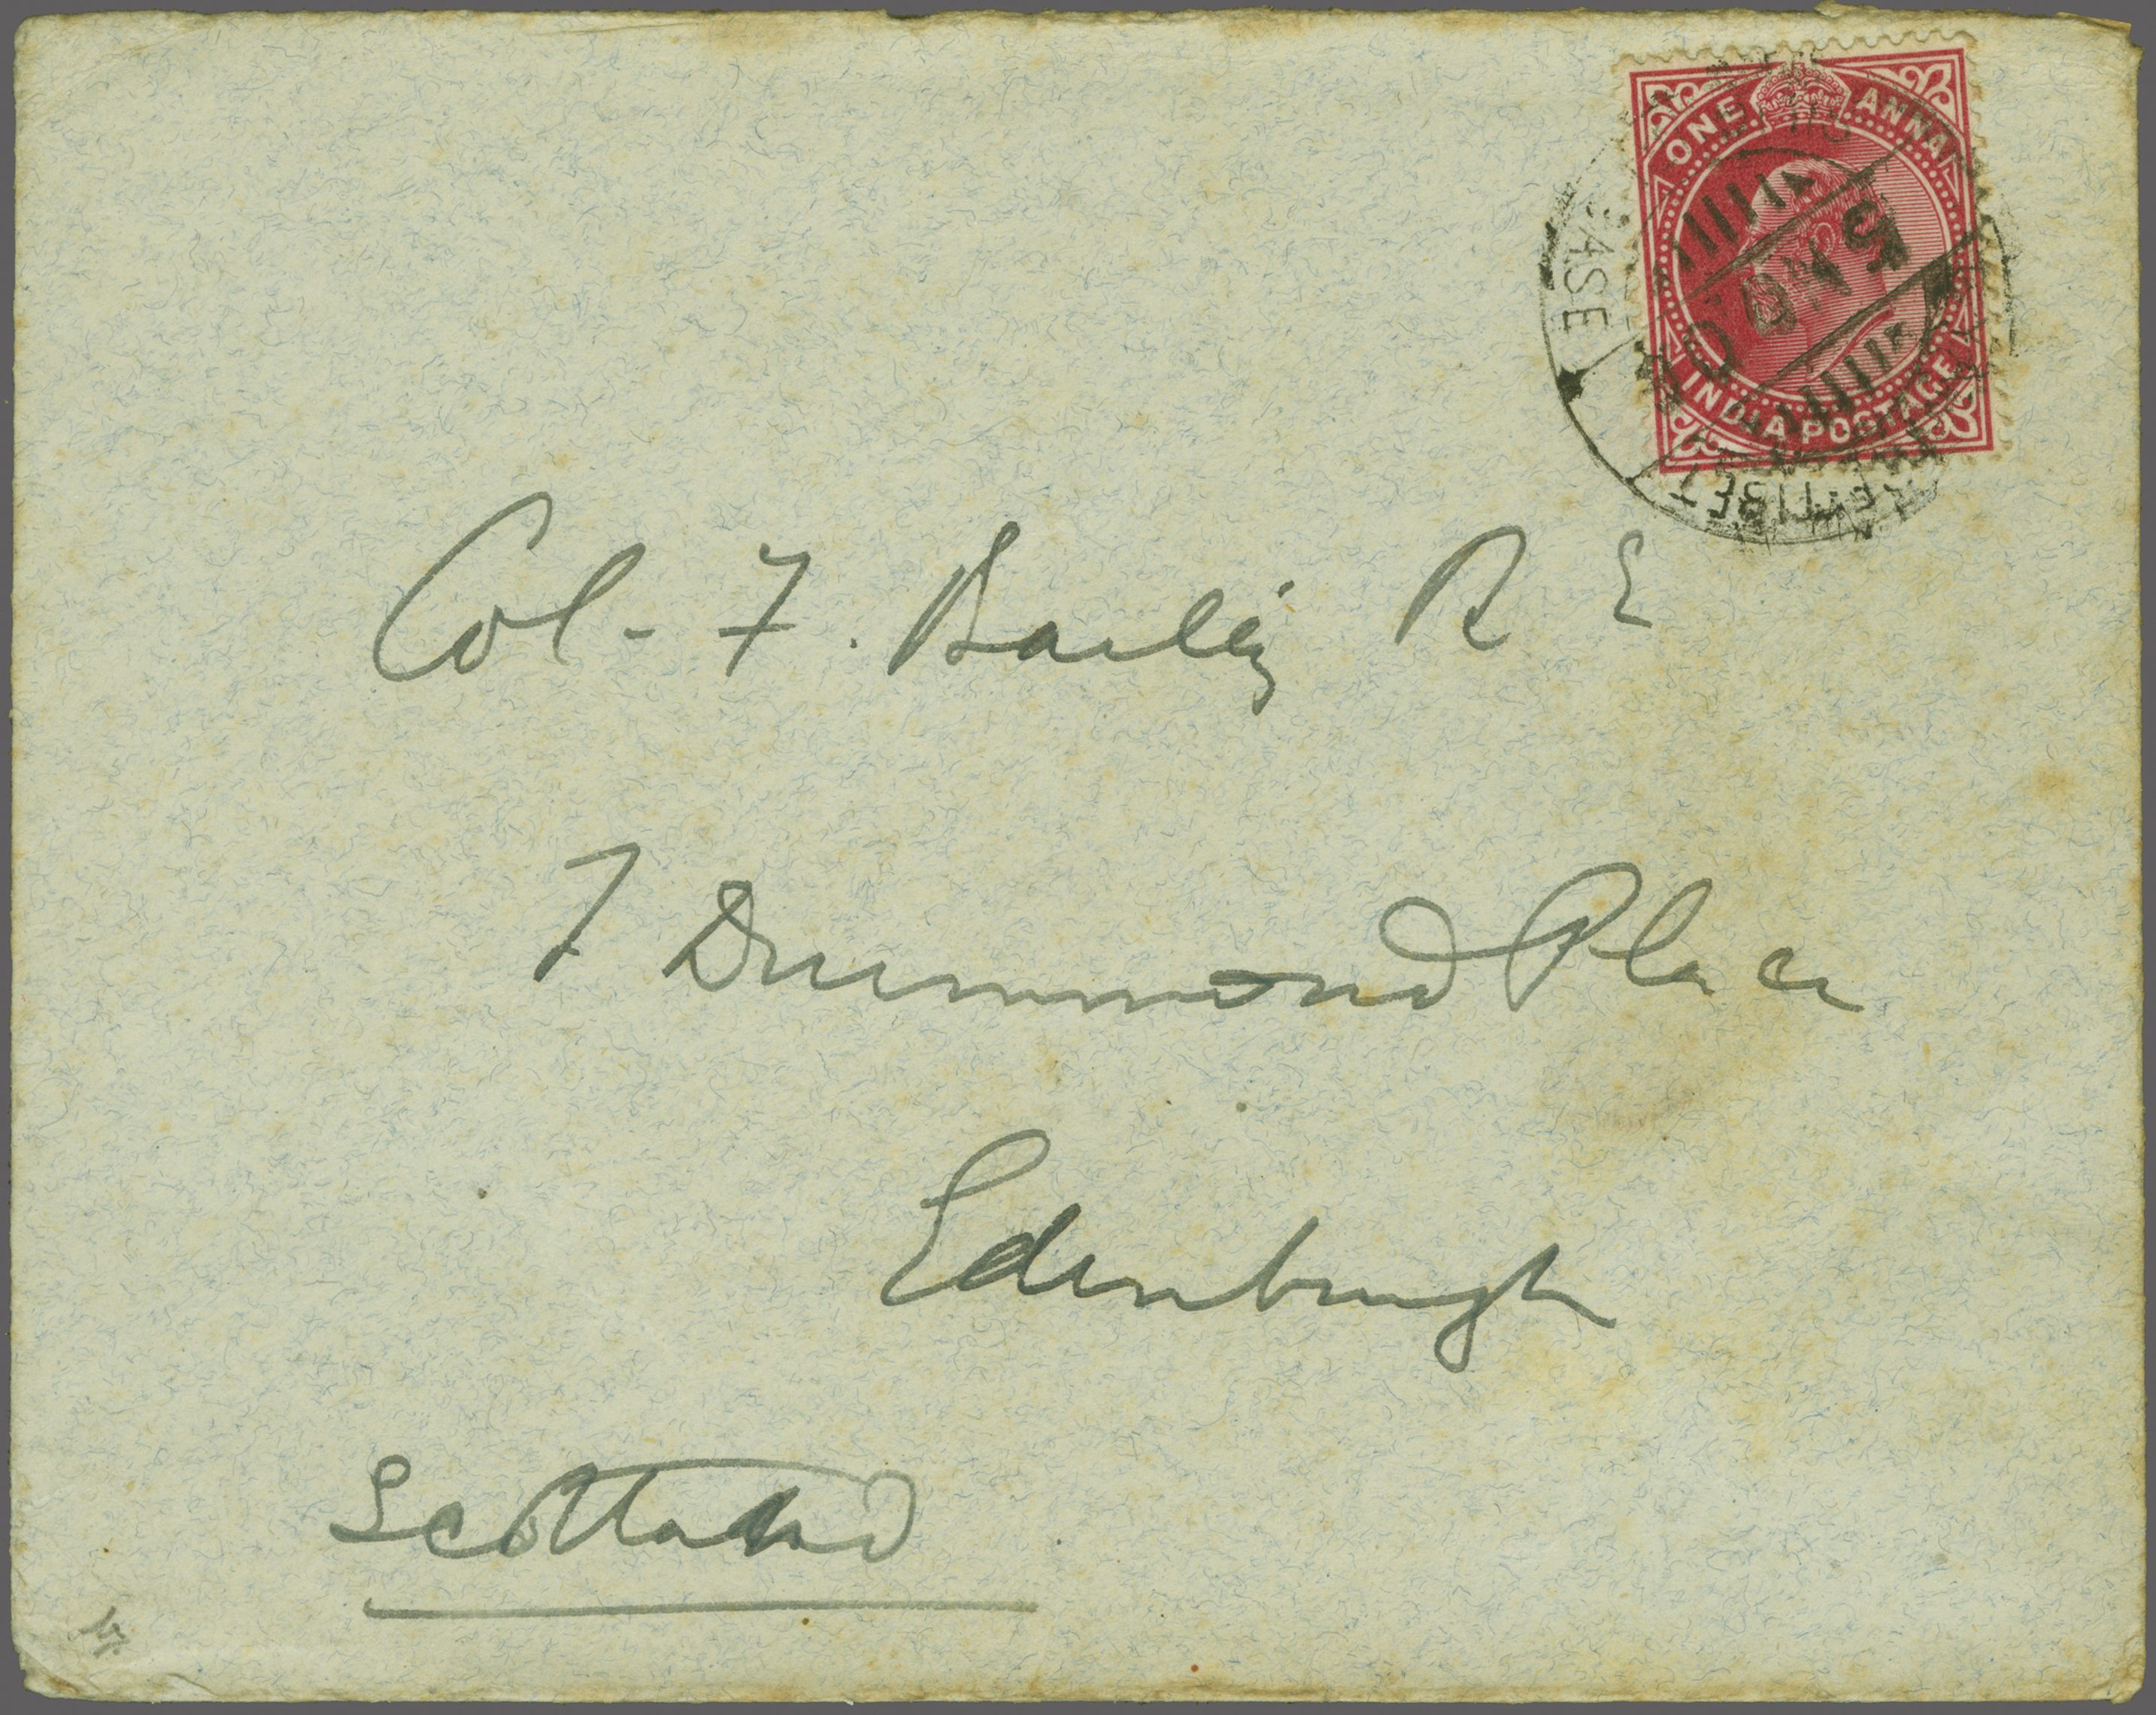 ONE ANNA
INDIA POSTAGE
TIBET
Col- F. Bailey R E
7 Drummond Place
Edinburgh
Scotland